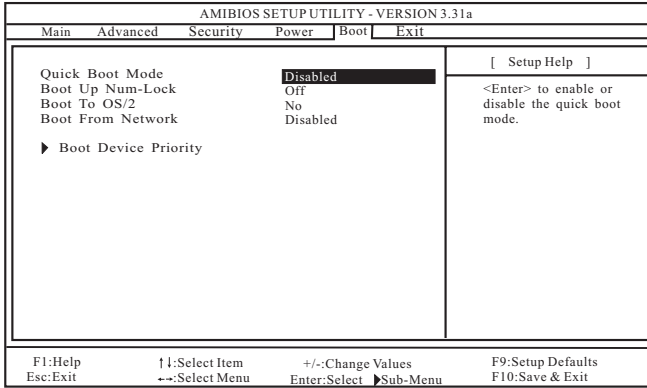 AMIBIOS SETUP UTILITY - VERSION 3.31a
Main Advanced Security Power Boot Exit
Quick Boot Mode Disabled
Boot Up Num-Lock Off
Boot To OS/2 No
Boot From Network Disabled
▶ Boot Device Priority
[ Setup Help ]
<Enter> to enable or
disable the quick boot
mode.
F1:Help ↑↓:Select Item +/-:Change Values F9:Setup Defaults
Esc:Exit ←→:Select Menu Enter:Select ▶Sub-Menu F10:Save & Exit